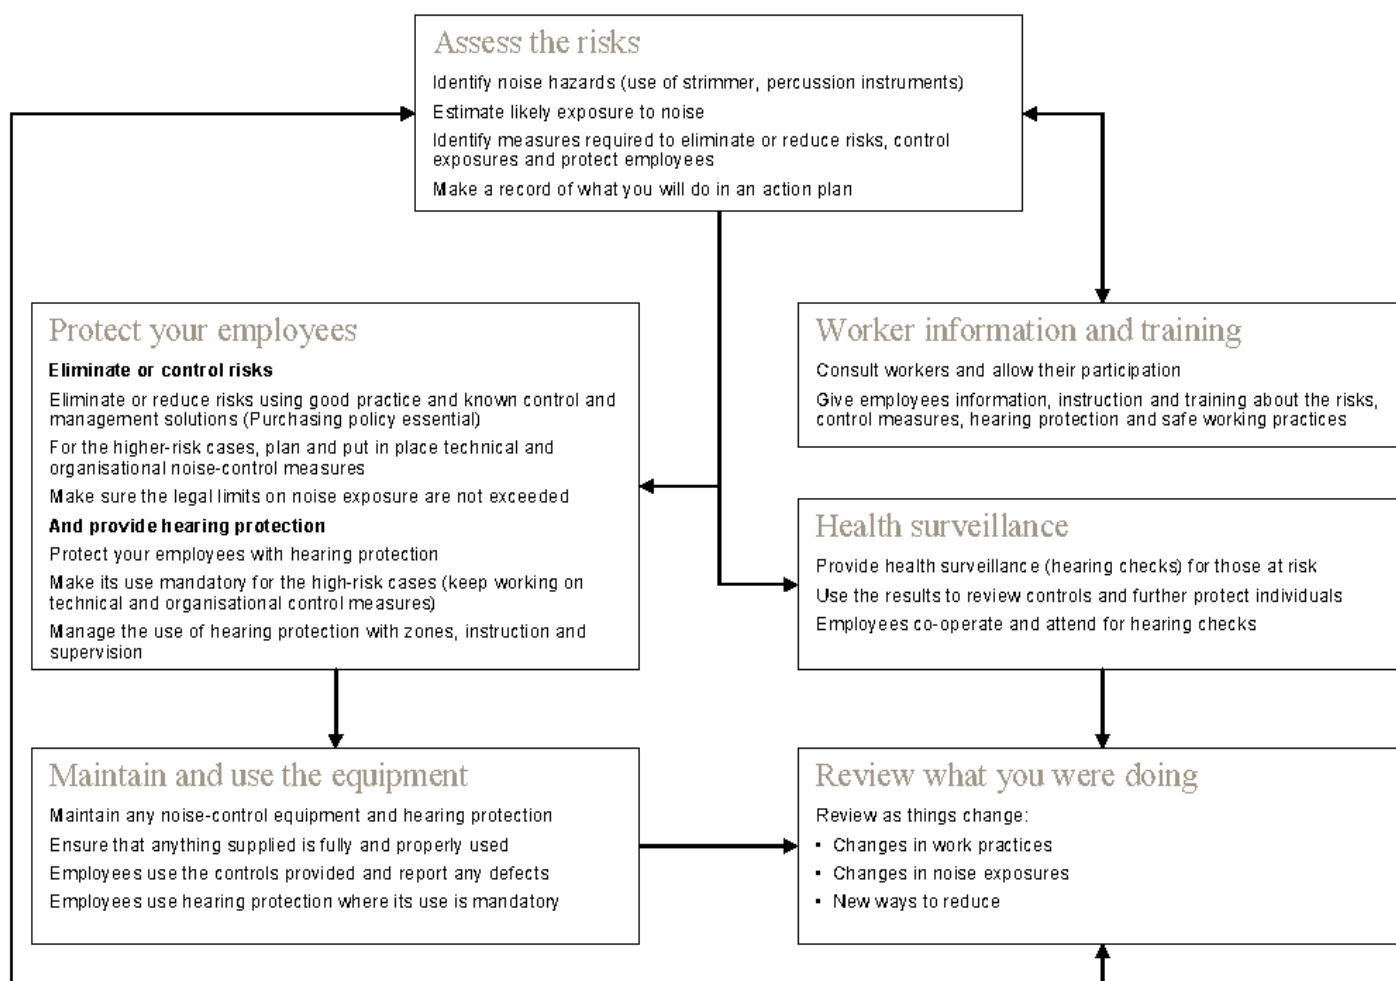 Assess the risks
Identify noise hazards (use of strimmer, percussion instruments)
Estimate likely exposure to noise
Identify measures required to eliminate or reduce risks, control
exposures and protect employees
Make a record of what you will do in an action plan
Protect your employees
Eliminate or control risks
Eliminate or reduce risks using good practice and known control and
management solutions (Purchasing policy essential)
For the higher-risk cases, plan and put in place technical and
organisational noise-control measures
Make sure the legal limits on noise exposure are not exceeded
And provide hearing protection
Protect your employees with hearing protection
Make its use mandatory for the high-risk cases (keep working on
technical and organisational control measures)
Manage the use of hearing protection with zones, instruction and
supervision
Worker information and training
Consult workers and allow their participation
Give employees information, instruction and training about the risks,
control measures, hearing protection and safe working practices
Health surveillance
Provide health surveillance (hearing checks) for those at risk
Use the results to review controls and further protect individuals
Employees co-operate and attend for hearing checks
Maintain and use the equipment
Maintain any noise-control equipment and hearing protection
Ensure that anything supplied is fully and properly used
Employees use the controls provided and report any defects
Employees use hearing protection where its use is mandatory
Review what you were doing
Review as things change:
▪ Changes in work practices
▪ Changes in noise exposures
▪ New ways to reduce